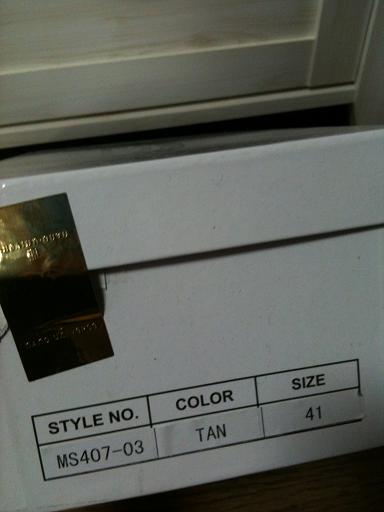 STYLE NO. COLOR SIZE
MS407-03 TAN 41